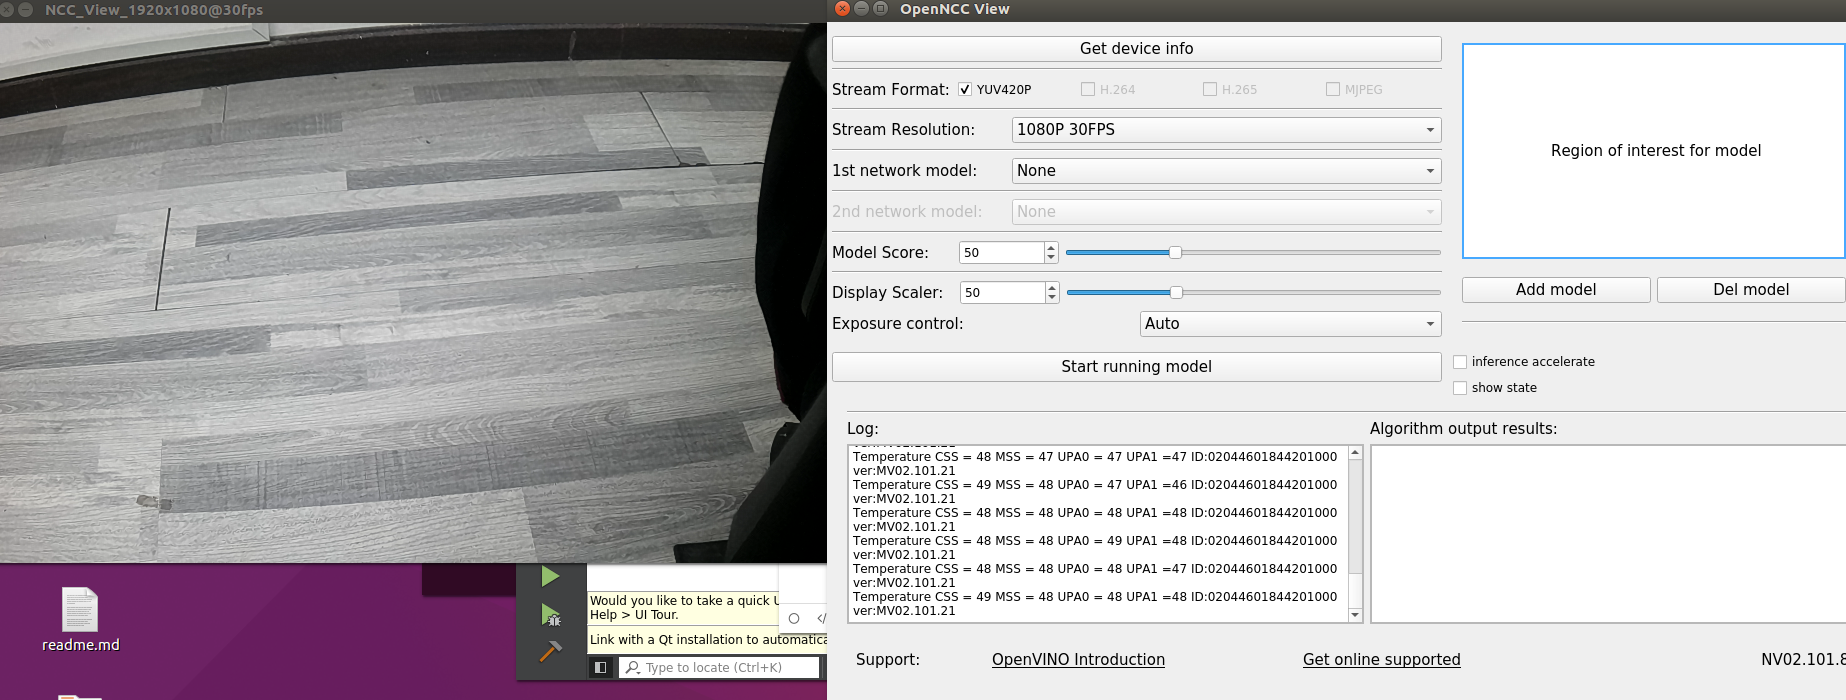 NCC_View_1920x1080@30fps
OpenNCC View
Get device info
Stream Format: YUV420P H.264 H.265 MJPEG
Stream Resolution: 1080P 30FPS
1st network model: None
2nd network model: None
Model Score: 50
Display Scaler: 50
Exposure control: Auto
Start running model
Region of interest for model
Add model Del model
inference accelerate
show state
Log:
Temperature CSS = 48 MSS = 47 UPA0 = 47 UPA1 =47 ID:02044601844201000
ver:MV02.101.21
Temperature CSS = 49 MSS = 48 UPA0 = 47 UPA1 =46 ID:02044601844201000
ver:MV02.101.21
Temperature CSS = 48 MSS = 48 UPA0 = 48 UPA1 =48 ID:02044601844201000
ver:MV02.101.21
Temperature CSS = 48 MSS = 48 UPA0 = 49 UPA1 =48 ID:02044601844201000
ver:MV02.101.21
Temperature CSS = 48 MSS = 48 UPA0 = 48 UPA1 =47 ID:02044601844201000
ver:MV02.101.21
Temperature CSS = 49 MSS = 48 UPA0 = 48 UPA1 =48 ID:02044601844201000
ver:MV02.101.21
Algorithm output results:
Support: OpenVINO Introduction Get online supported NV02.101.8
readme.md
Would you like to take a quick U
Help > UI Tour.
Link with a Qt installation to automatica
Type to locate (Ctrl+K)